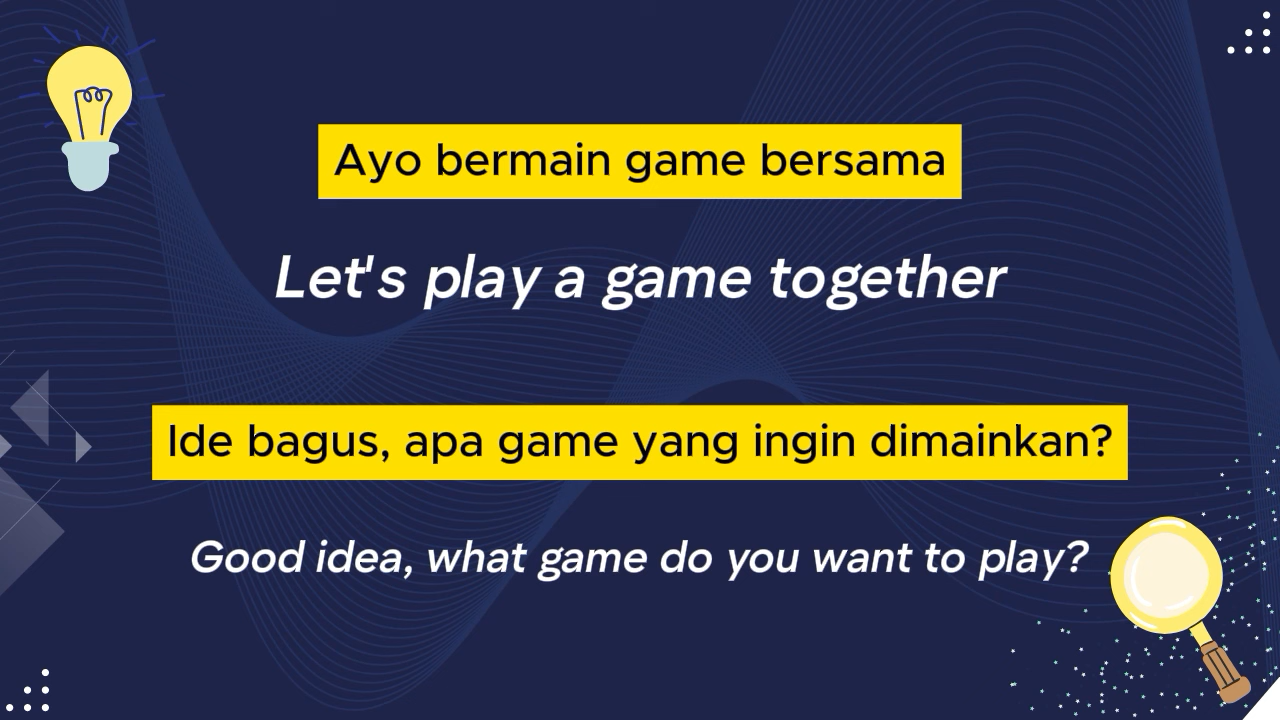 Ayo bermain game bersama
Let's play a game together
Ide bagus, apa game yang ingin dimainkan?
Good idea, what game do you want to play?